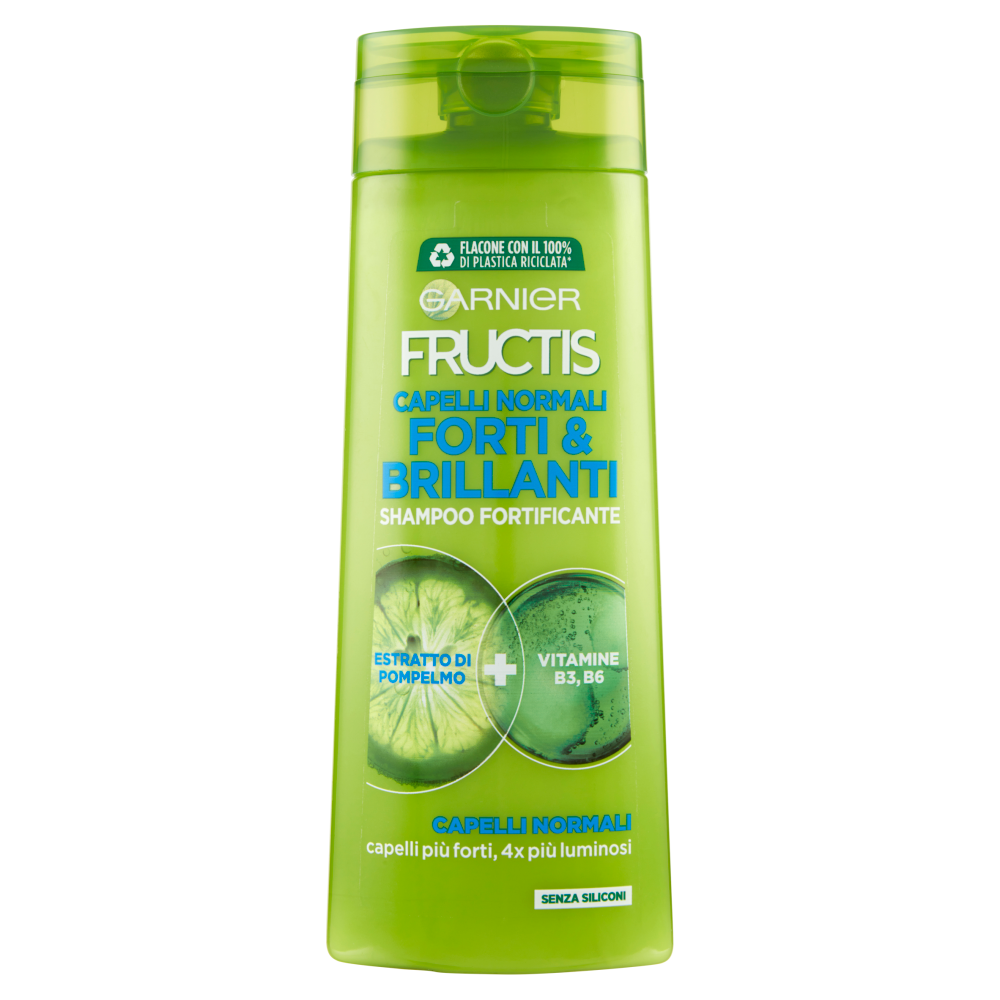 FLACONE CON IL 100%
DI PLASTICA RICICLATA*
GARNIER
FRUCTIS
CAPELLI NORMALI
FORTI &
BRILLANTI
SHAMPOO FORTIFICANTE
ESTRATTO DI
POMPELMO
+
VITAMINE
B3, B6
CAPELLI NORMALI
capelli più forti, 4x più luminosi
SENZA SILICONI